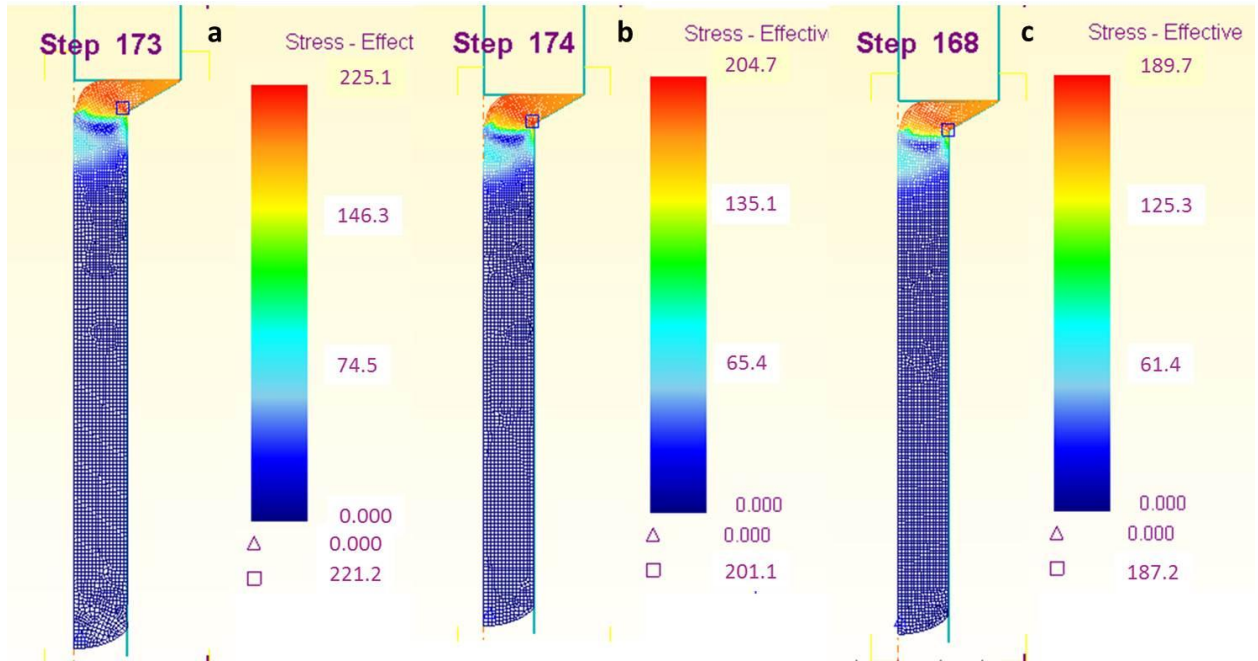 Step 173
a
Stress - Effect
225.1
146.3
74.5
0.000
0.000
221.2
Step 174
b
Stress - Effectiv
204.7
135.1
65.4
0.000
0.000
201.1
Step 168
c
Stress - Effective
189.7
125.3
61.4
0.000
0.000
187.2